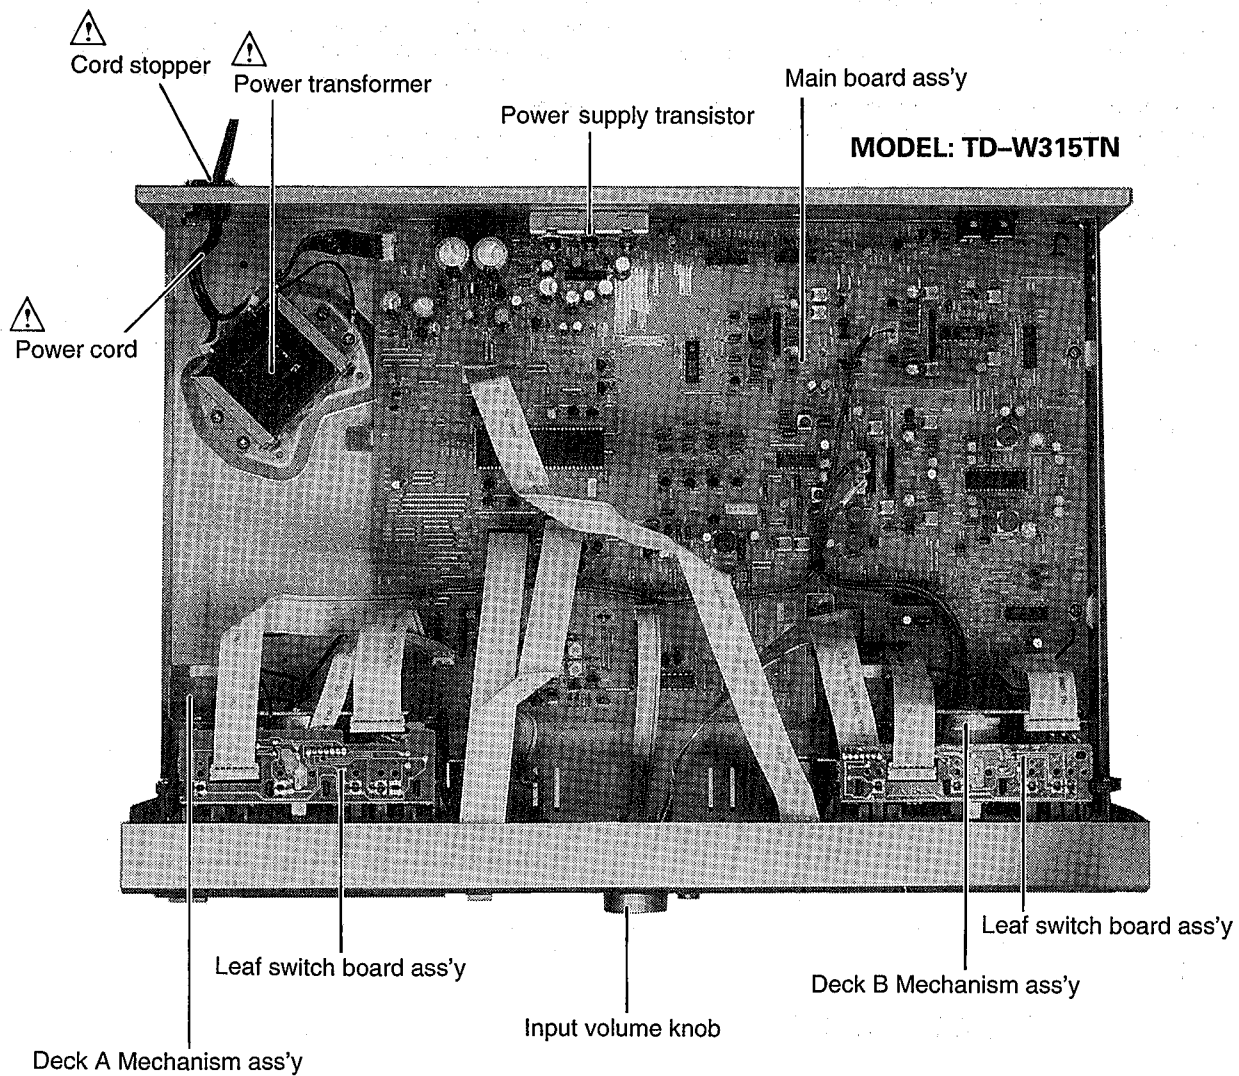 Cord stopper
Power transformer
Main board ass'y
Power supply transistor
MODEL: TD–W315TN
Power cord
Leaf switch board ass'y
Leaf switch board ass'y
Deck B Mechanism ass'y
Input volume knob
Deck A Mechanism ass'y